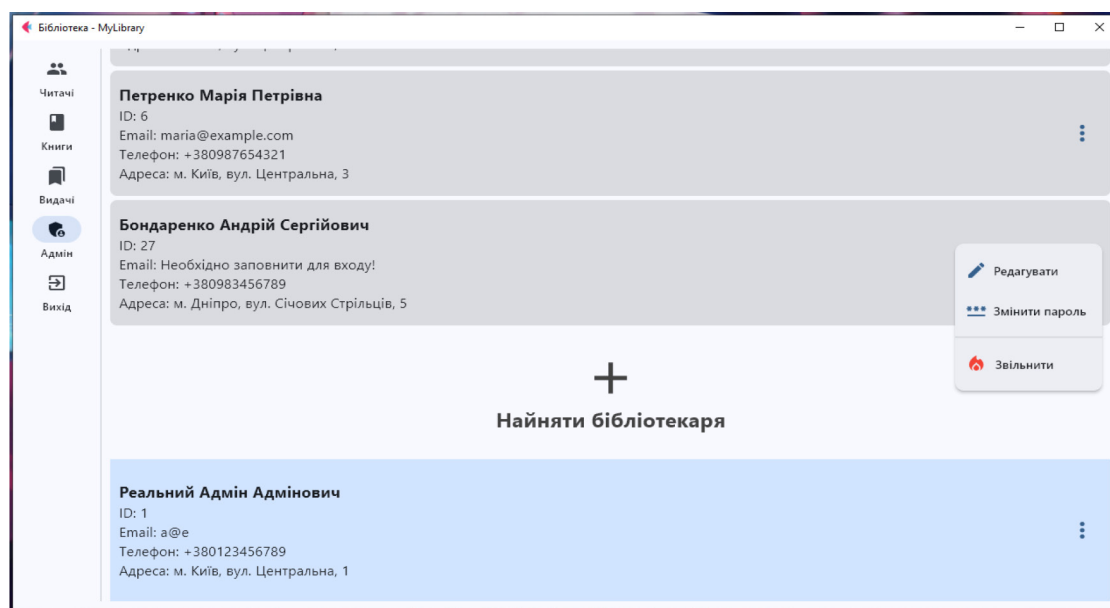 Бібліотека - MyLibrary
Читачі
Книги
Видачі
Адмін
Вихід
Петренко Марія Петрівна
ID: 6
Email: maria@example.com
Телефон: +380987654321
Адреса: м. Київ, вул. Центральна, 3
Бондаренко Андрій Сергійович
ID: 27
Email: Необхідно заповнити для входу!
Телефон: +380983456789
Адреса: м. Дніпро, вул. Січових Стрільців, 5
Редагувати
Змінити пароль
Звільнити
Найняти бібліотекаря
Реальний Адмін Адмінович
ID: 1
Email: a@e
Телефон: +380123456789
Адреса: м. Київ, вул. Центральна, 1